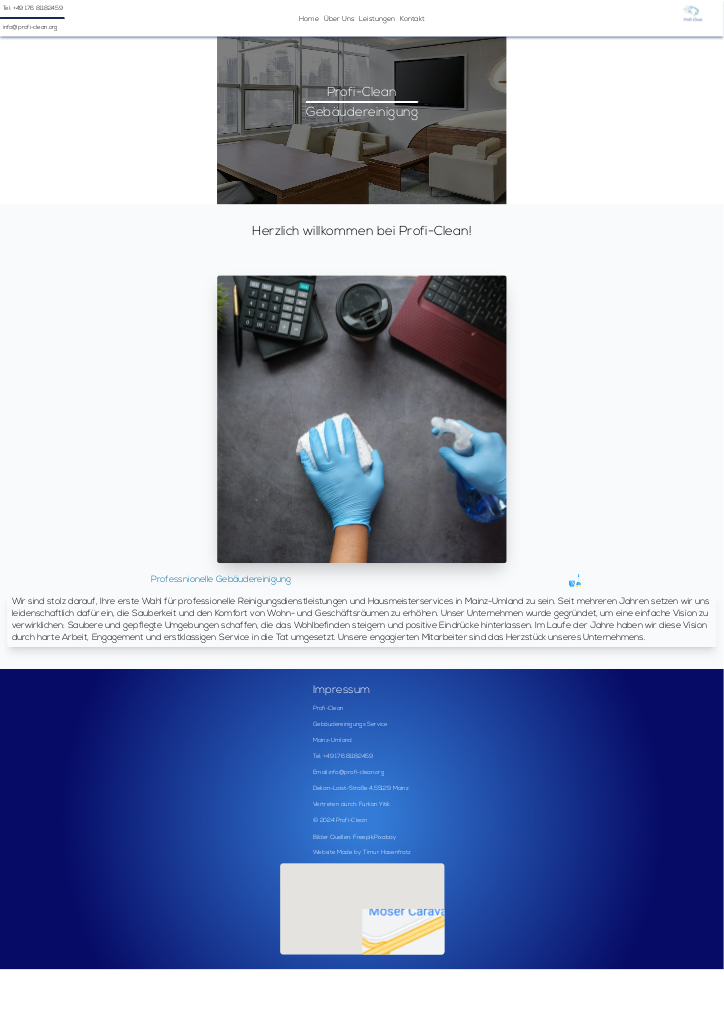 Tel: +49 176 81182459
info@profi-clean.org
Home Über Uns Leistungen Kontakt
Profi-Clean
Profi-Clean
Gebäudereinigung
Herzlich willkommen bei Profi-Clean!
Professnionelle Gebäudereinigung
Wir sind stolz darauf, Ihre erste Wahl für professionelle Reinigungsdienstleistungen und Hausmeisterservices in Mainz-Umland zu sein. Seit mehreren Jahren setzen wir uns
leidenschaftlich dafür ein, die Sauberkeit und den Komfort von Wohn- und Geschäftsräumen zu erhöhen. Unser Unternehmen wurde gegründet, um eine einfache Vision zu
verwirklichen: Saubere und gepflegte Umgebungen schaffen, die das Wohlbefinden steigern und positive Eindrücke hinterlassen. Im Laufe der Jahre haben wir diese Vision
durch harte Arbeit, Engagement und erstklassigen Service in die Tat umgesetzt. Unsere engagierten Mitarbeiter sind das Herzstück unseres Unternehmens.
Impressum
Profi-Clean
Gebäudereinigungs Service
Mainz-Umland
Tel: +49 176 81182459
Email: info@profi-clean.org
Dekan-Laist-Straße 4, 55129 Mainz
Vertreten durch: Furkan
© 2024 Profi-Clean
Bilder Quellen: Freepik, Pixabay
Website Made by Timur Hasenfratz
Moser Carava